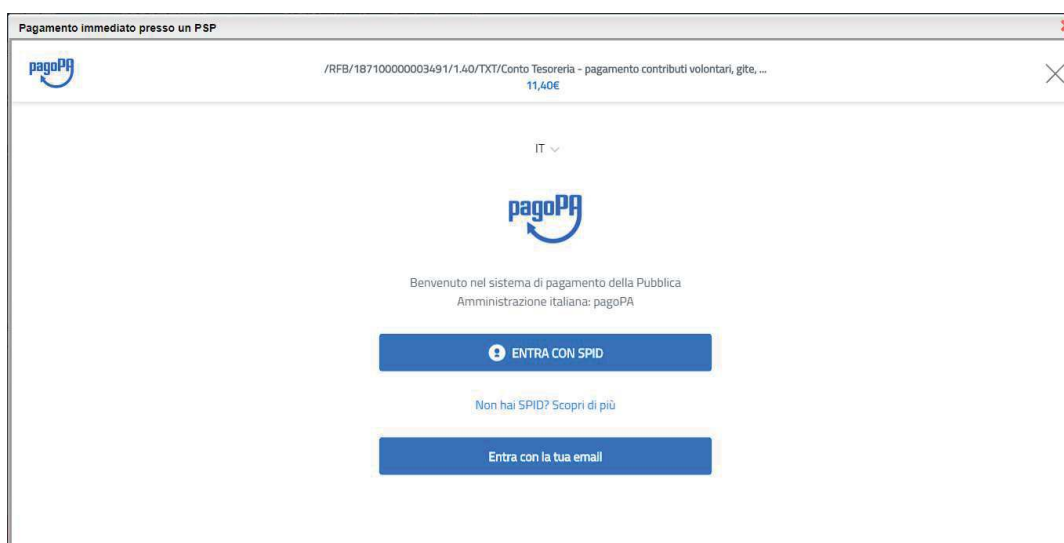 Pagamento immediato presso un PSP
pagoPA
/RFB/187100000003491/1.40/TXT/Conto Tesoreria - pagamento contributi volontari, gite, ...
11,40€
IT
pagoPA
Benvenuto nel sistema di pagamento della Pubblica
Amministrazione italiana: pagoPA
ENTRA CON SPID
Non hai SPID? Scopri di più
Entra con la tua email